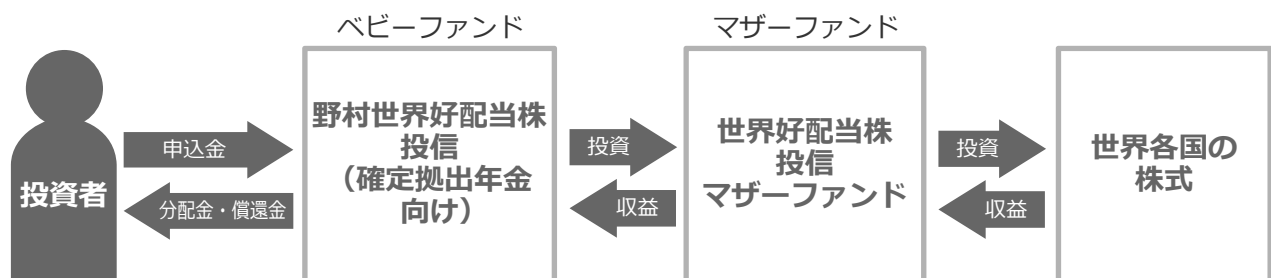 ベビーファンド
マザーファンド
投資者
申込金
分配金・償還金
野村世界好配当株
投信
（確定拠出年金
向け）
投資
収益
世界好配当株
投信
マザーファンド
投資
収益
世界各国の
株式